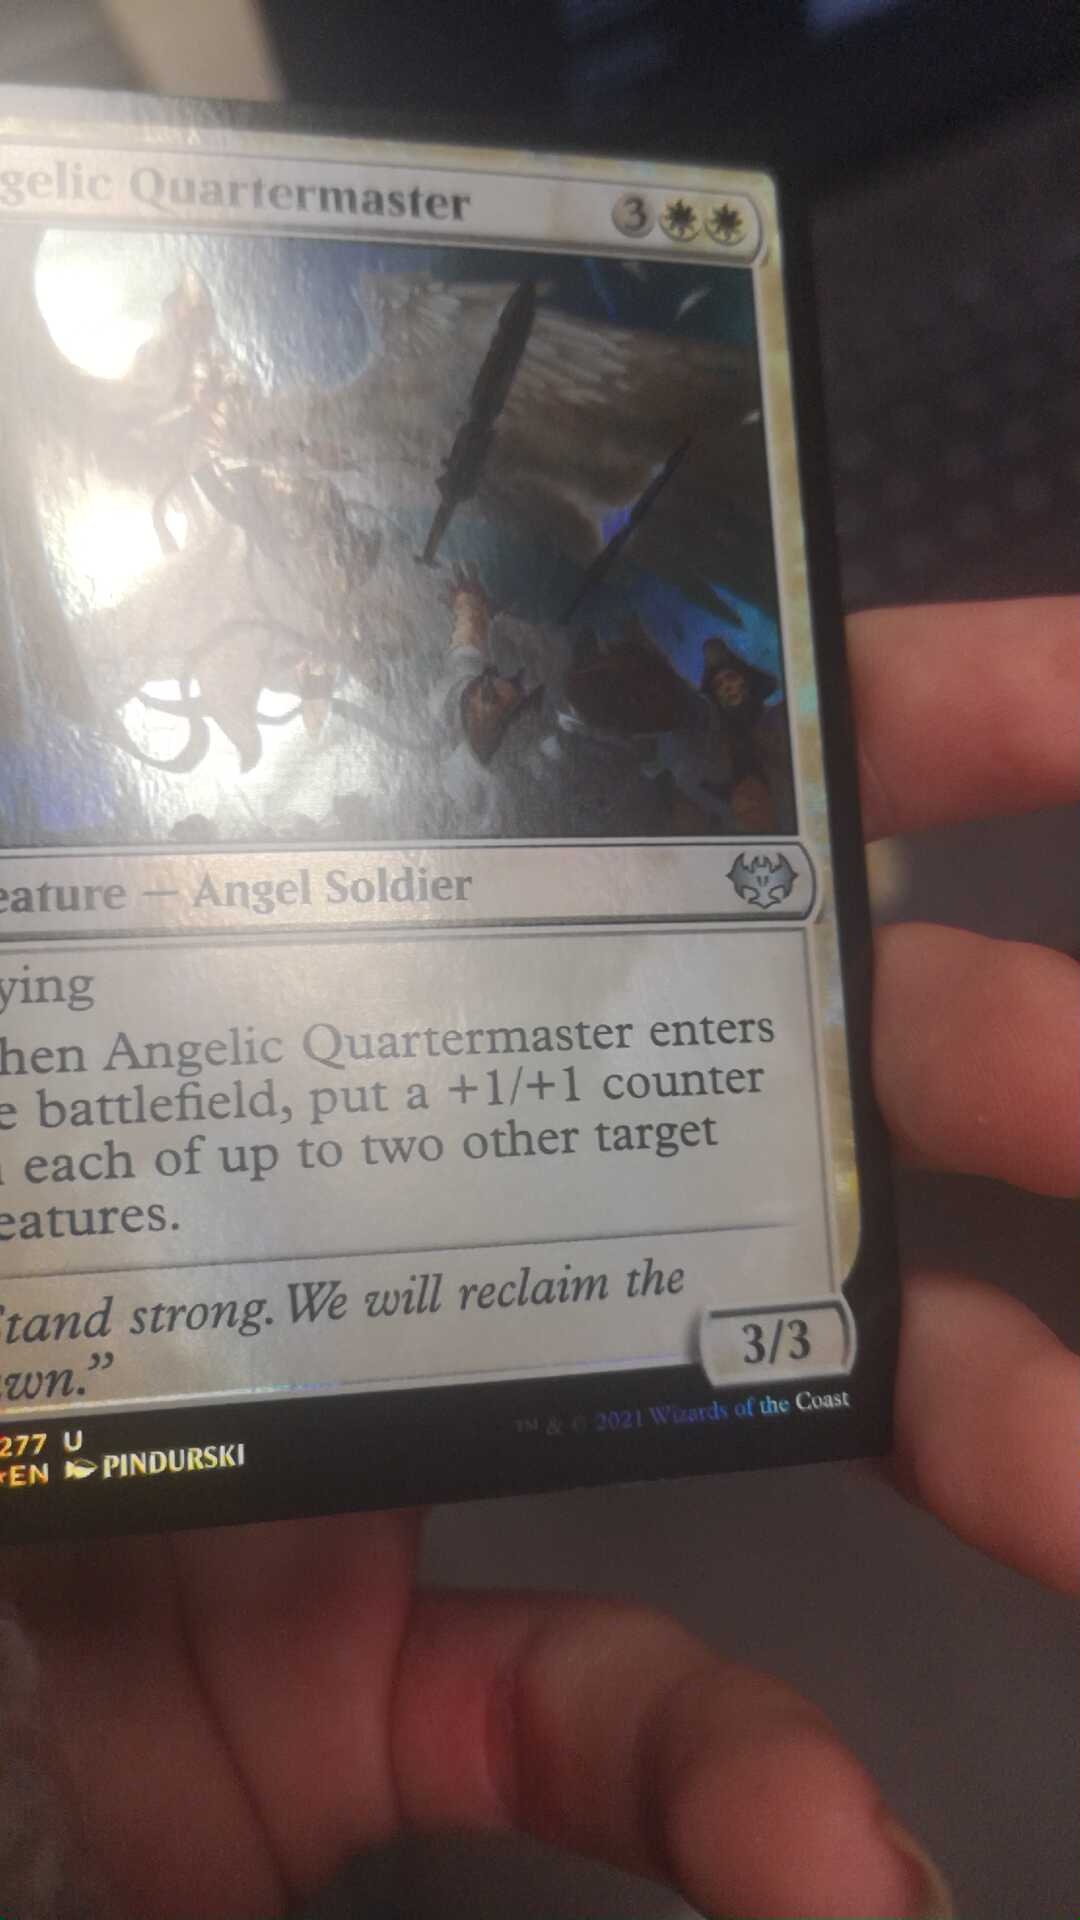 gelic Quartermaster 3
eature — Angel Soldier
ying
hen Angelic Quartermaster enters
e battlefield, put a +1/+1 counter
each of up to two other target
eatures.
tand strong. We will reclaim the
wn.”
3/3
™ & © 2021 Wizards of the Coast
277 U
EN PINDURSKI